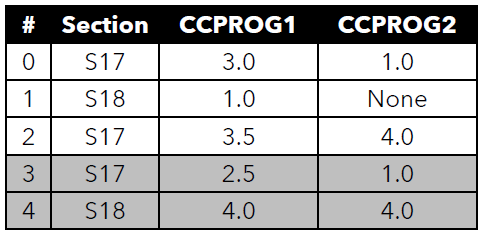 # Section CCPROG1 CCPROG2
0 S17 3.0 1.0
1 S18 1.0 None
2 S17 3.5 4.0
3 S17 2.5 1.0
4 S18 4.0 4.0